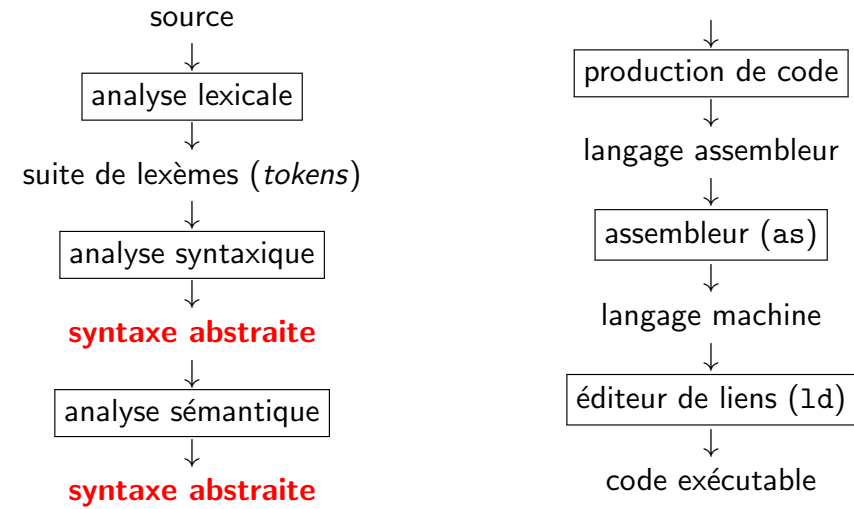 source
analyse lexicale
suite de lexèmes (tokens)
analyse syntaxique
syntaxe abstraite
analyse sémantique
syntaxe abstraite
production de code
langage assembleur
assembleur (as)
langage machine
éditeur de liens (ld)
code exécutable